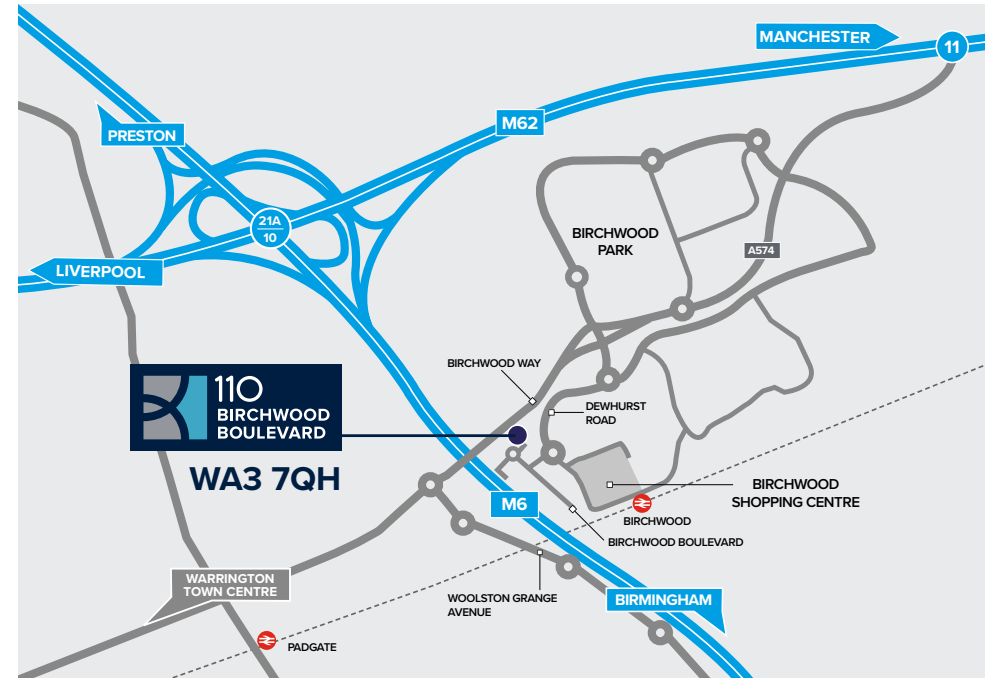 MANCHESTER
11
M62
PRESTON
21A
10
LIVERPOOL
BIRCHWOOD
PARK
A574
BIRCHWOOD WAY
110
BIRCHWOOD
BOULEVARD
WA3 7QH
DEWHURST
ROAD
M6
BIRCHWOOD
SHOPPING CENTRE
BIRCHWOOD
BIRCHWOOD BOULEVARD
WARRINGTON
TOWN CENTRE
WOOLSTON GRANGE
AVENUE
BIRMINGHAM
PADGATE